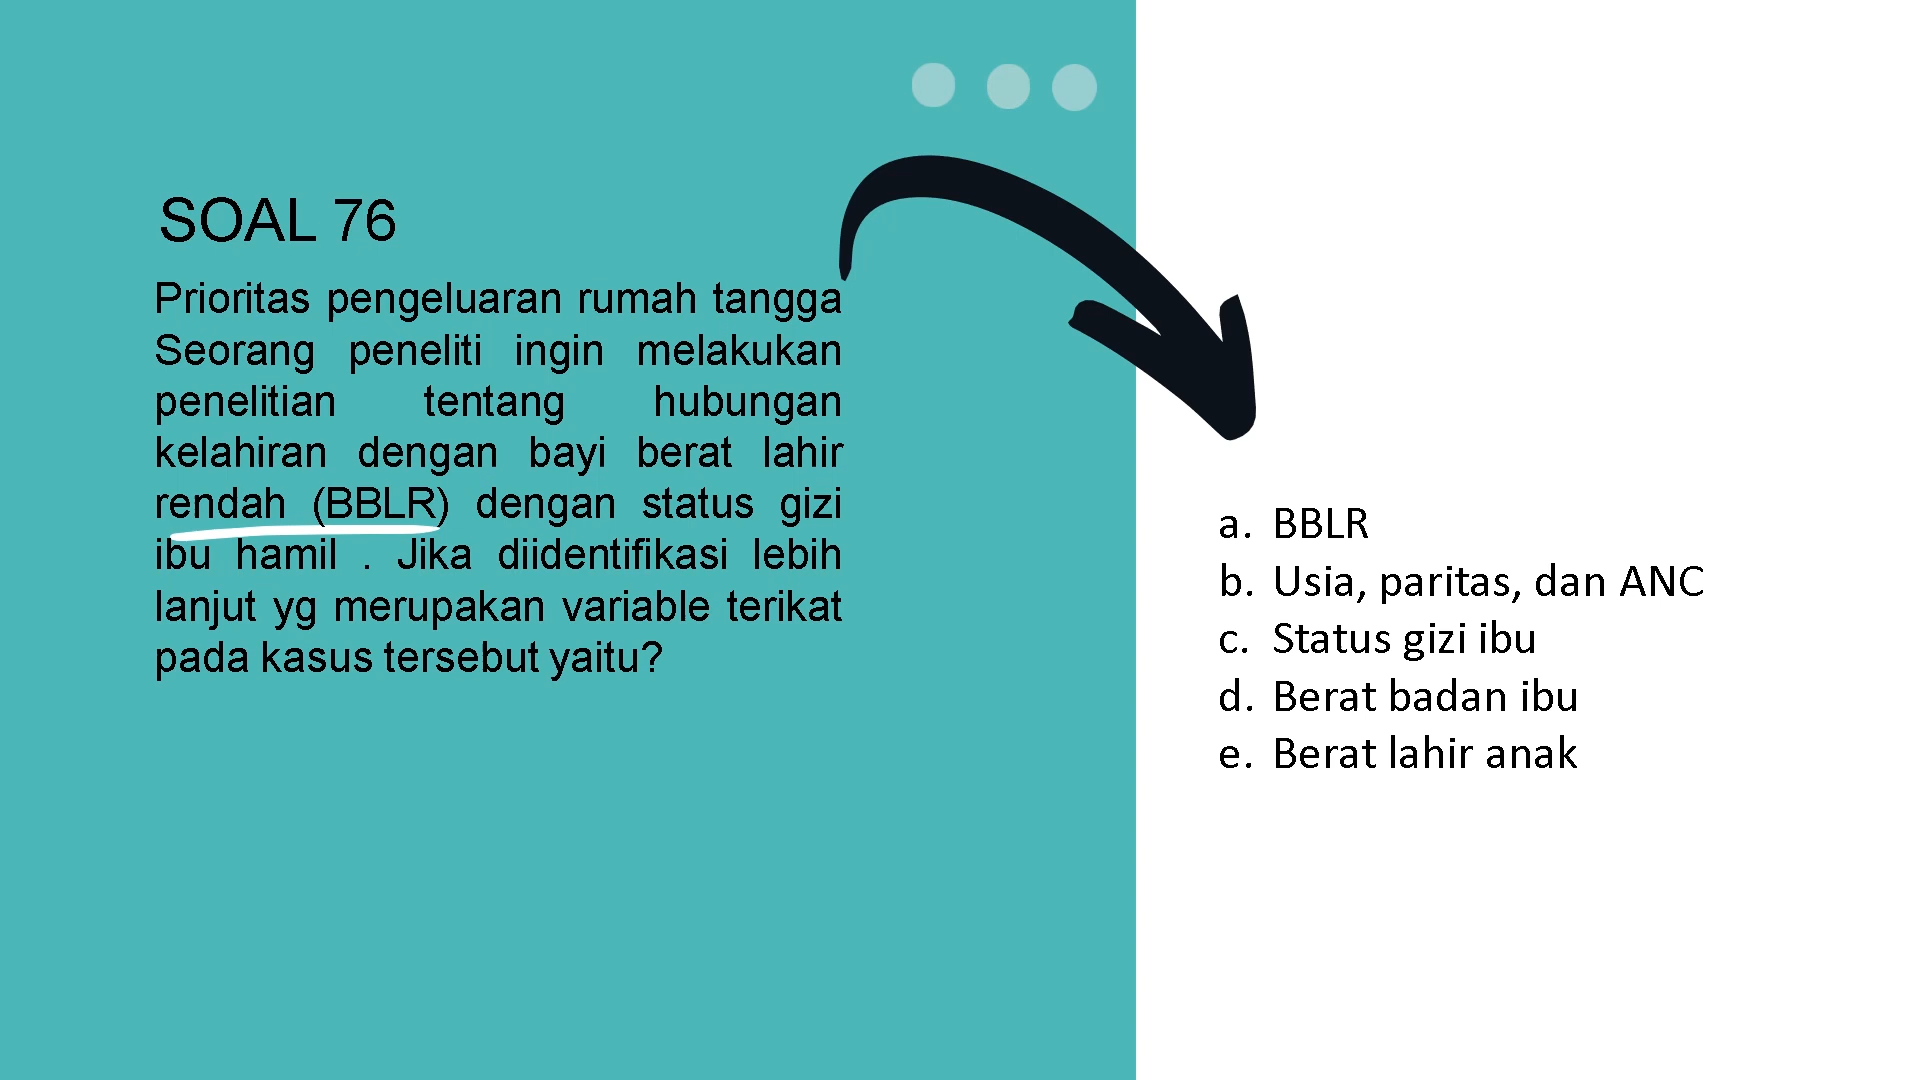 SOAL 76
Prioritas pengeluaran rumah tangga
Seorang peneliti ingin melakukan
penelitian tentang hubungan
kelahiran dengan bayi berat lahir
rendah (BBLR) dengan status gizi
ibu hamil . Jika diidentifikasi lebih
lanjut yg merupakan variable terikat
pada kasus tersebut yaitu?
a. BBLR
b. Usia, paritas, dan ANC
c. Status gizi ibu
d. Berat badan ibu
e. Berat lahir anak